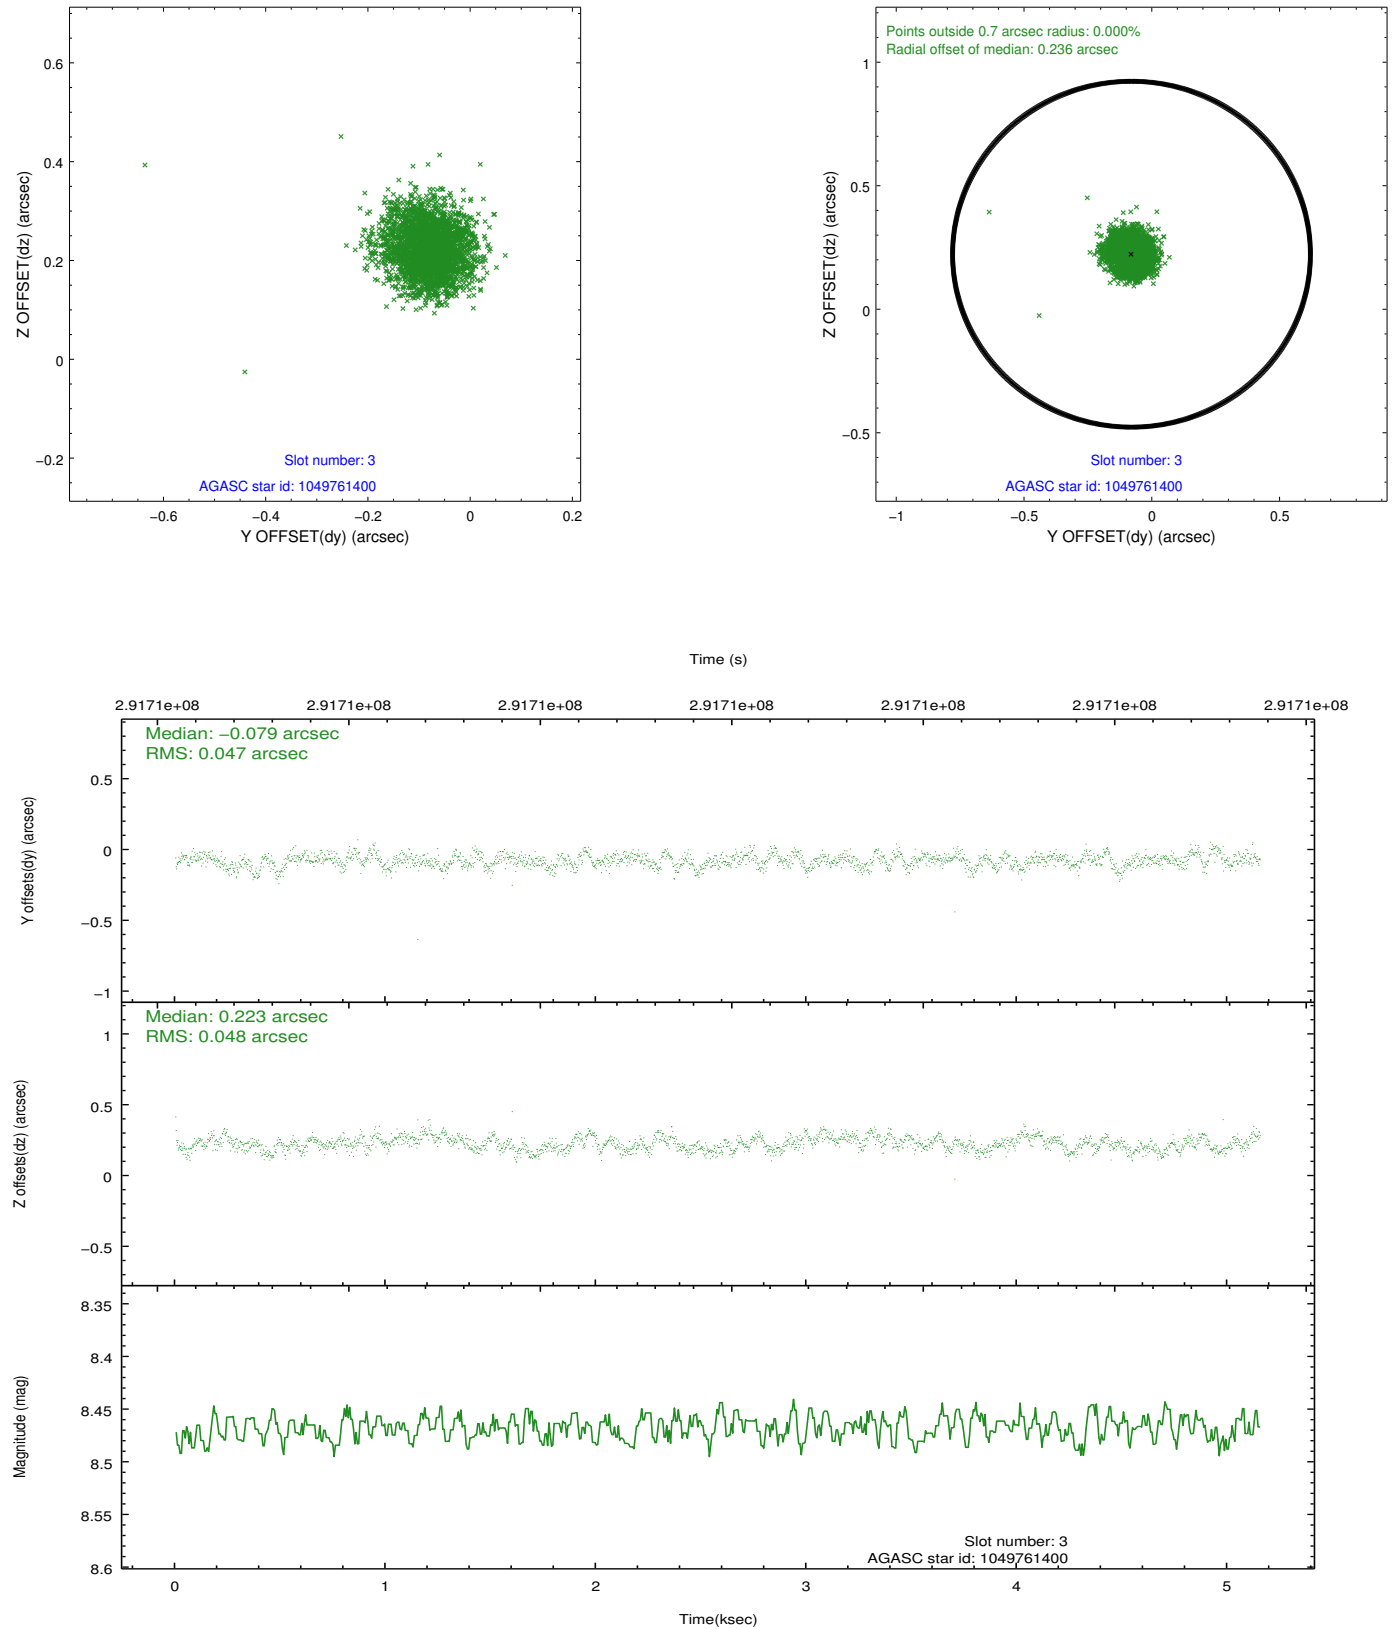 0.6
0.4
0.2
0
−0.2
Z OFFSET(dz) (arcsec)
Slot number: 3
AGASC star id: 1049761400
−0.6 −0.4 −0.2 0 0.2
Y OFFSET(dy) (arcsec)
Points outside 0.7 arcsec radius: 0.000%
Radial offset of median: 0.236 arcsec
1
0.5
0
−0.5
Z OFFSET(dz) (arcsec)
Slot number: 3
AGASC star id: 1049761400
−1 −0.5 0 0.5
Y OFFSET(dy) (arcsec)
Time (s)
2.9171e+08 2.9171e+08 2.9171e+08 2.9171e+08 2.9171e+08 2.9171e+08 2.9171e+08
Median: −0.079 arcsec
RMS: 0.047 arcsec
0.5
0
−0.5
−1
Y offsets(dy) (arcsec)
Median: 0.223 arcsec
RMS: 0.048 arcsec
1
0.5
0
−0.5
Z offsets(dz) (arcsec)
8.35
8.4
8.45
8.5
8.55
8.6
Magnitude (mag)
Slot number: 3
AGASC star id: 1049761400
0 1 2 3 4 5
Time(ksec)